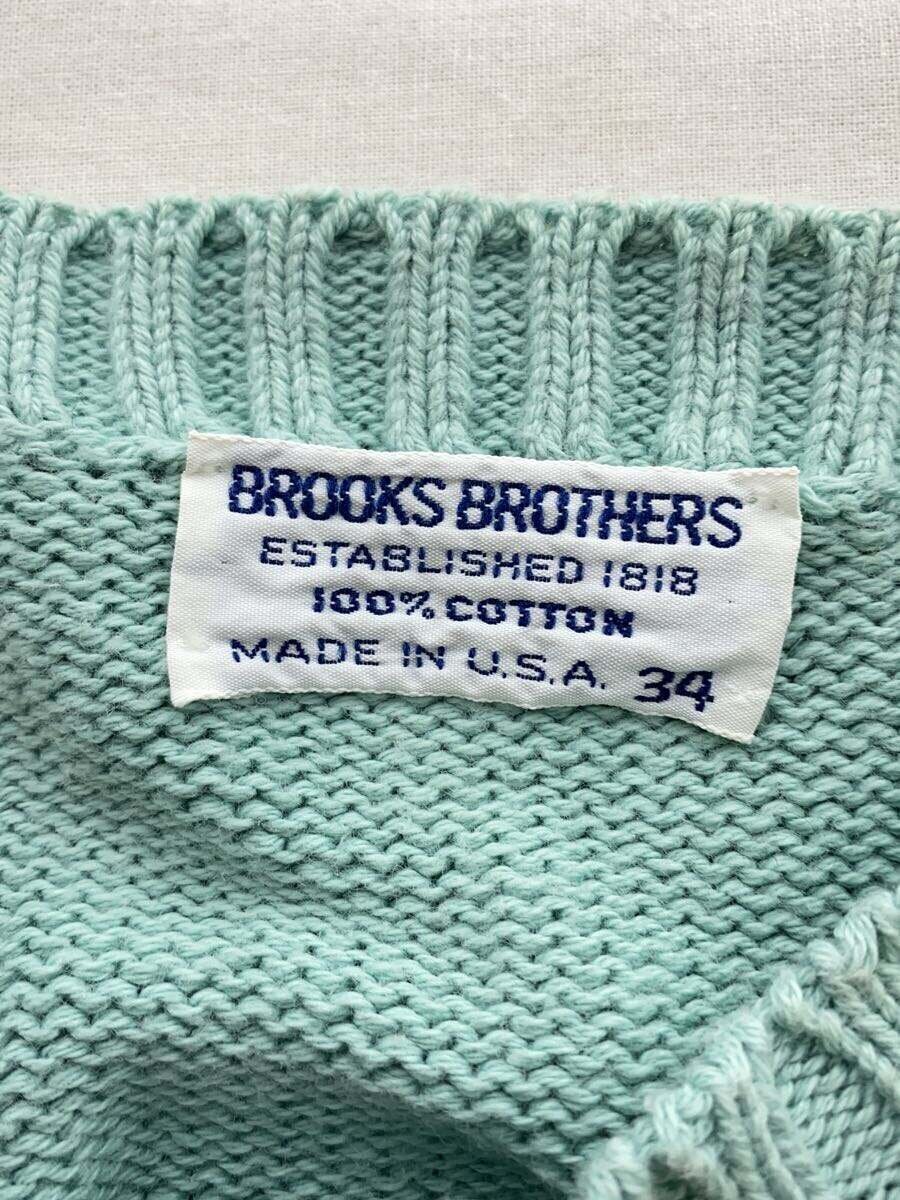 BROOKS BROTHERS
ESTABLISHED 1818
100% COTTON
MADE IN U.S.A. 34